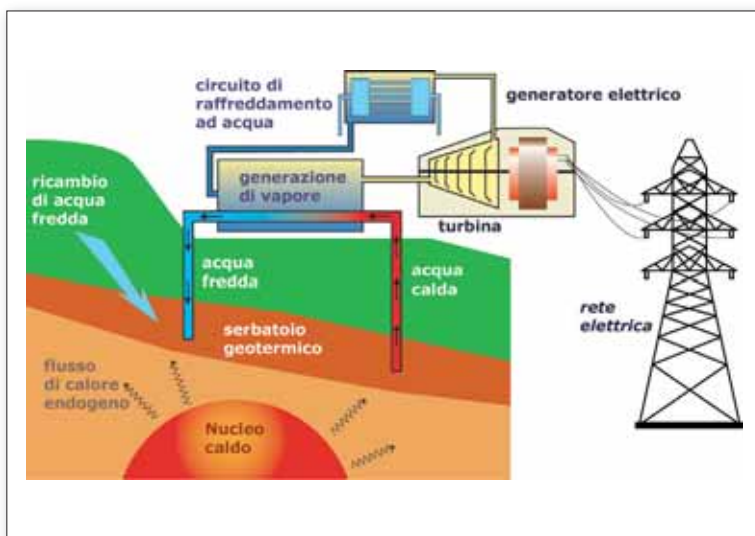 circuito di
raffreddamento
ad acqua
generatore elettrico
ricambio di
di acqua
fredda
generazione
di vapore
turbina
acqua
fredda
acqua
calda
serbatoio
geotermico
rete
elettrica
flusso
di calore
endogeno
Nucleo
caldo